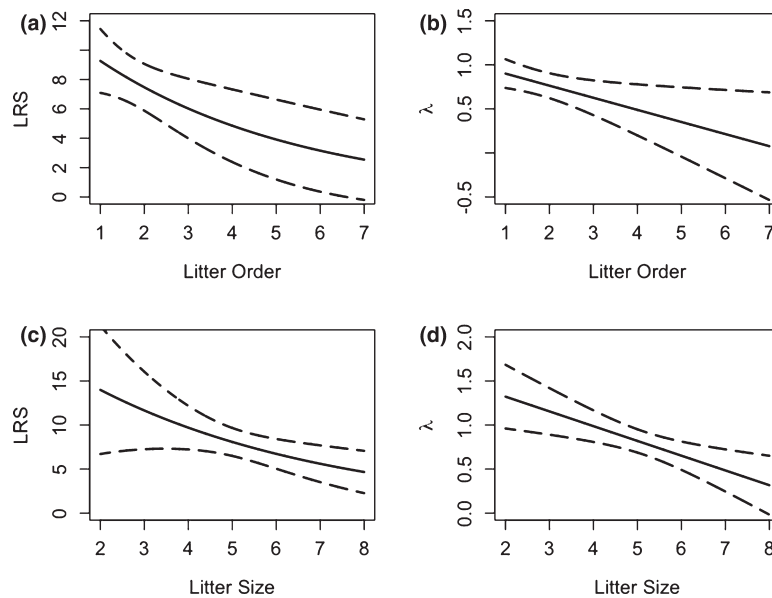 (a)
12
10
8
6
4
2
0
LRS
1 2 3 4 5 6 7
Litter Order
(b)
1.5
1.0
0.5
-0.5
λ
1 2 3 4 5 6 7
Litter Order
(c)
20
15
10
5
0
LRS
2 3 4 5 6 7 8
Litter Size
(d)
2.0
1.5
1.0
0.5
0.0
λ
2 3 4 5 6 7 8
Litter Size